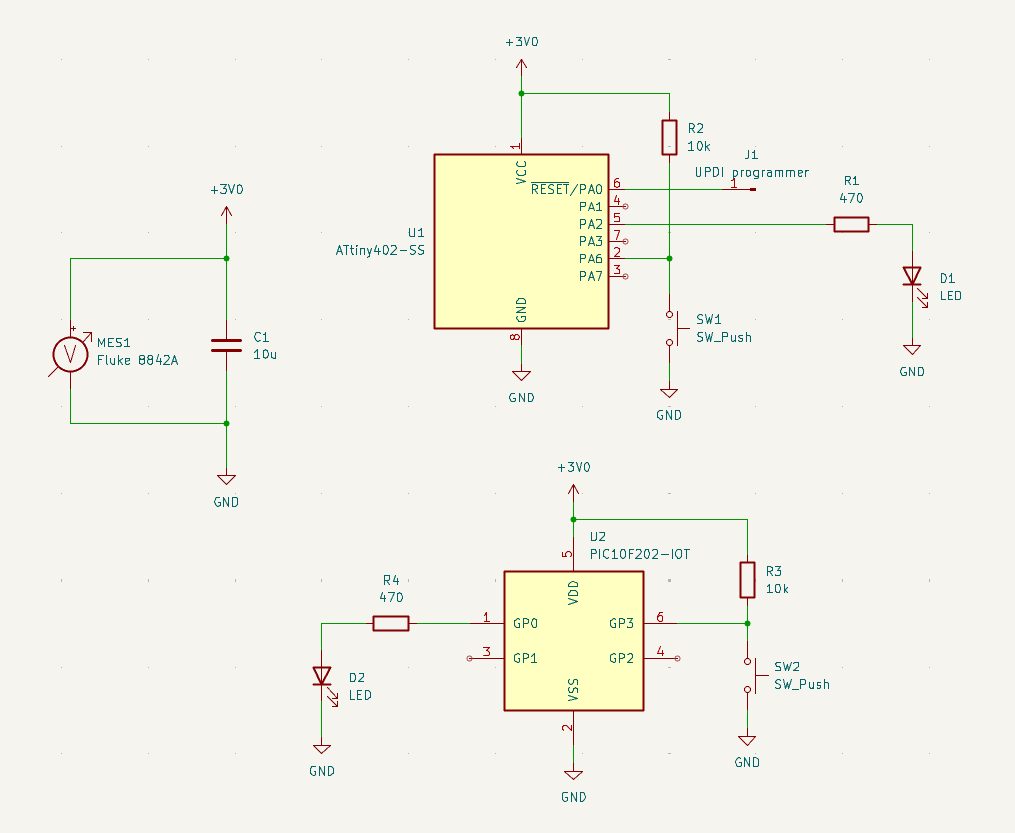 +3V0
+3V0
MES1
Fluke 8842A
C1
10u
GND
U1
ATtiny402-SS
1
VCC
RESET/PA0
6
PA1
4
PA2
5
PA3
7
PA6
2
PA7
3
GND
8
GND
R2
10k
J1
UPDI programmer
1
R1
470
D1
LED
GND
SW1
SW_Push
GND
+3V0
U2
PIC10F202-IOT
5
VDD
R4
470
1
GP0
GP3
6
3
GP1
GP2
4
VSS
2
GND
D2
LED
GND
R3
10k
SW2
SW_Push
GND